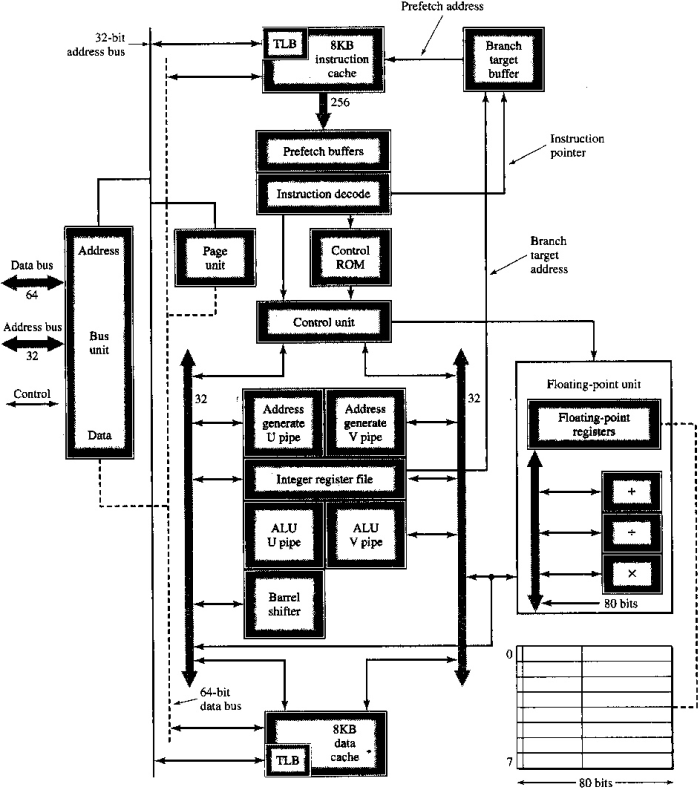 Prefetch address
32-bit
address bus
TLB
8KB
instruction
cache
Branch
target
buffer
256
Prefetch buffers
Instruction
pointer
Instruction decode
Address
Page
unit
Control
ROM
Branch
target
address
Data bus
64
Control unit
Address bus
32
Bus
unit
Floating-point unit
Control
32
Address
generate
U pipe
Address
generate
V pipe
32
Floating-point
registers
Data
Integer register file
+
ALU
U pipe
ALU
V pipe
÷
×
Barrel
shifter
80 bits
0
64-bit
data bus
8KB
data
cache
TLB
7
80 bits